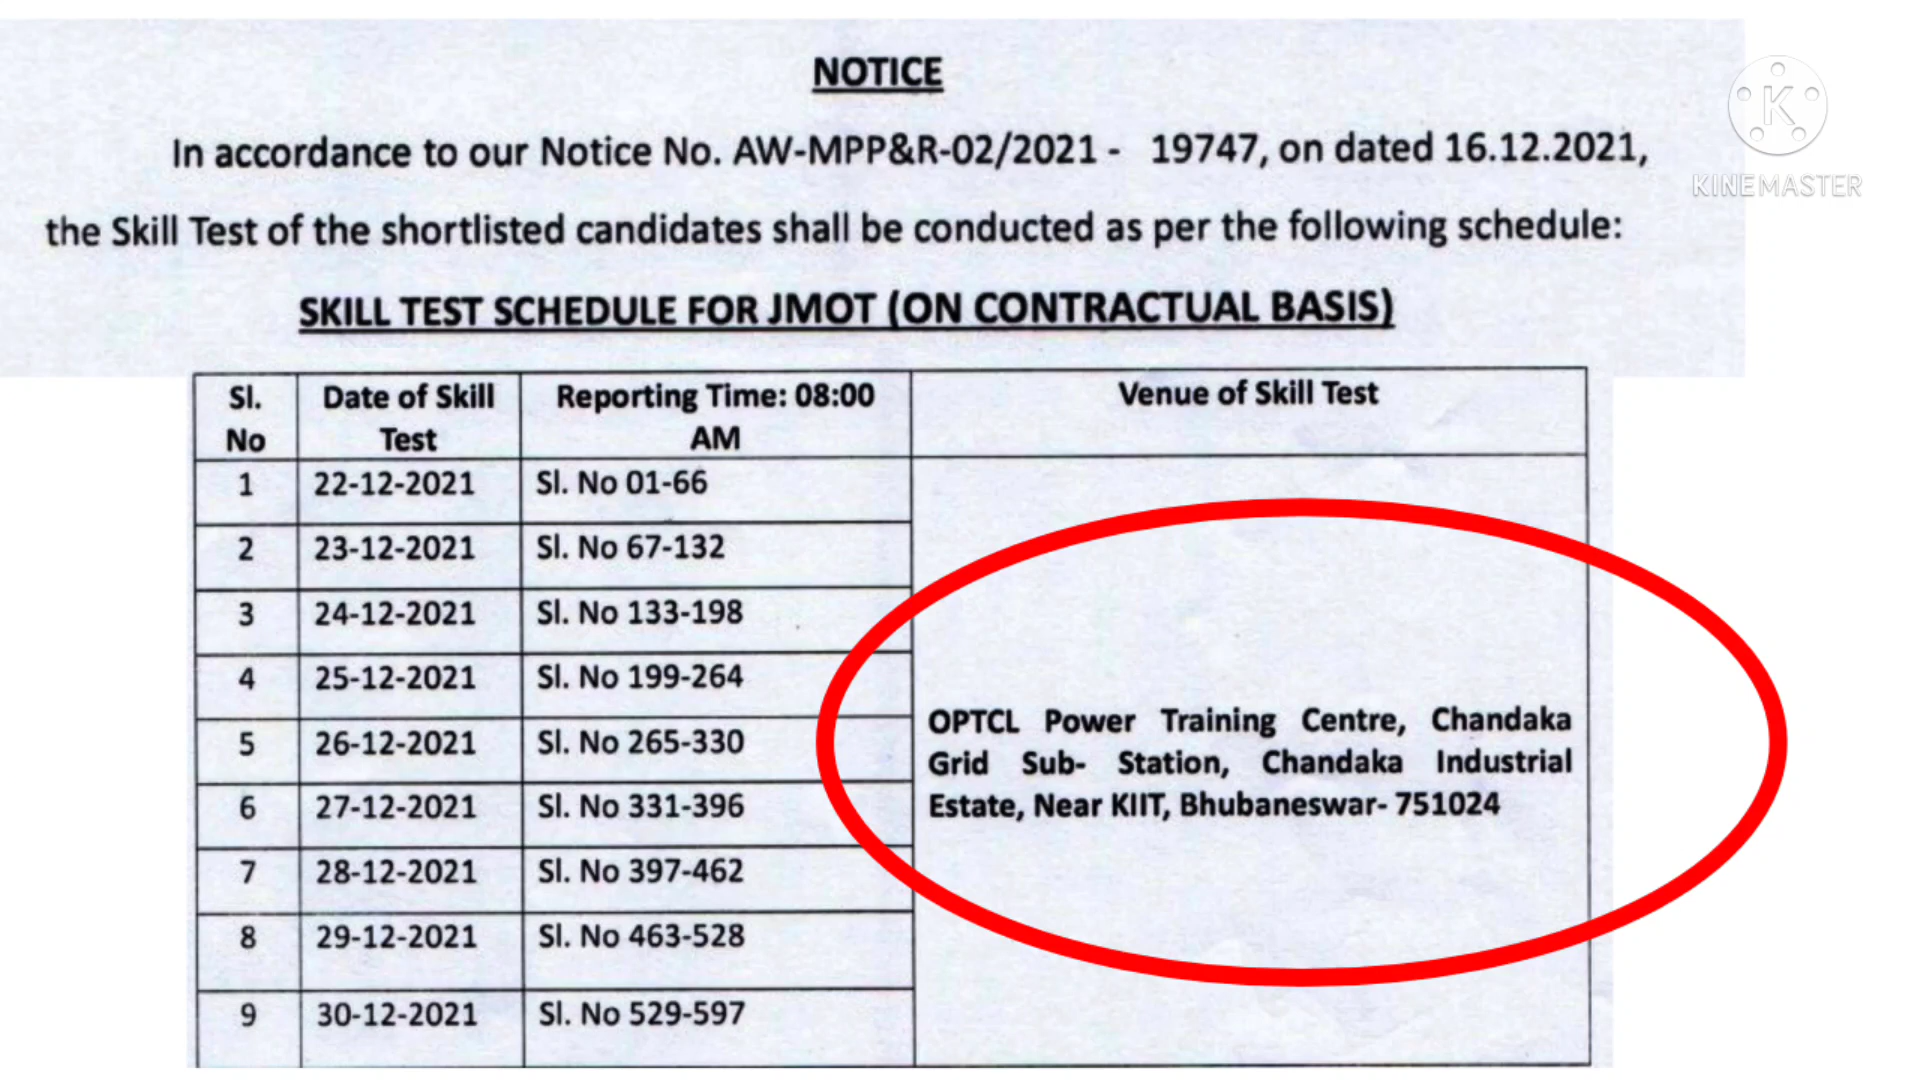 NOTICE
In accordance to our Notice No. AW-MPP&R-02/2021 - 19747, on dated 16.12.2021,
the Skill Test of the shortlisted candidates shall be conducted as per the following schedule:
SKILL TEST SCHEDULE FOR JMOT (ON CONTRACTUAL BASIS)
Sl. No
Date of Skill Test
Reporting Time: 08:00 AM
Venue of Skill Test
1 22-12-2021 Sl. No 01-66
2 23-12-2021 Sl. No 67-132
3 24-12-2021 Sl. No 133-198
4 25-12-2021 Sl. No 199-264
5 26-12-2021 Sl. No 265-330
6 27-12-2021 Sl. No 331-396
7 28-12-2021 Sl. No 397-462
8 29-12-2021 Sl. No 463-528
9 30-12-2021 Sl. No 529-597
OPTCL Power Training Centre, Chandaka
Grid Sub- Station, Chandaka Industrial
Estate, Near KIIT, Bhubaneswar- 751024
K
KINEMASTER